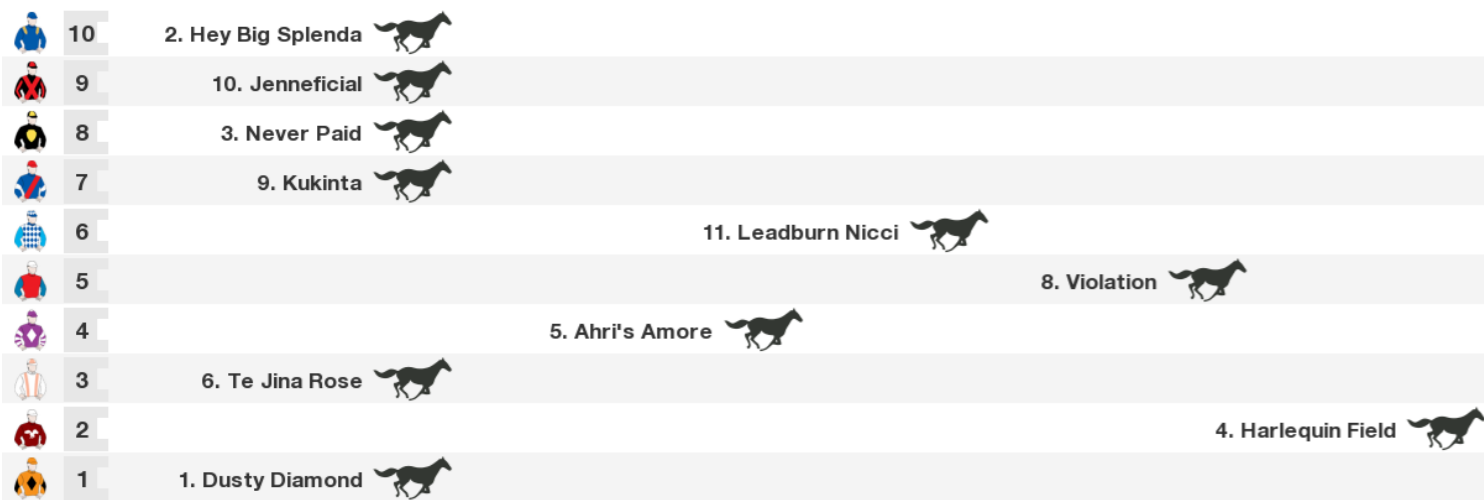 10 2. Hey Big Splenda
9 10. Jenneficial
8 3. Never Paid
7 9. Kukinta
6 11. Leadburn Nicci
5 8. Violation
4 5. Ahri's Amore
3 6. Te Jina Rose
2 4. Harlequin Field
1 1. Dusty Diamond